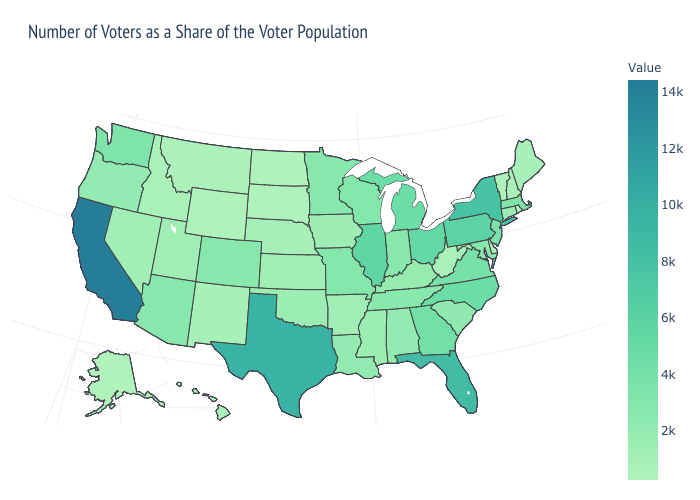 Number of Voters as a Share of the Voter Population
Value
14k
12k
10k
8k
6k
4k
2k